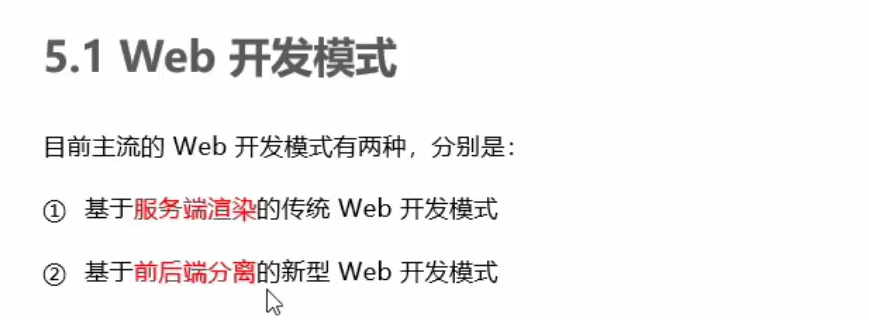 5.1 Web 开发模式
目前主流的 Web 开发模式有两种，分别是：
① 基于服务端渲染的传统 Web 开发模式
② 基于前后端分离的新型 Web 开发模式